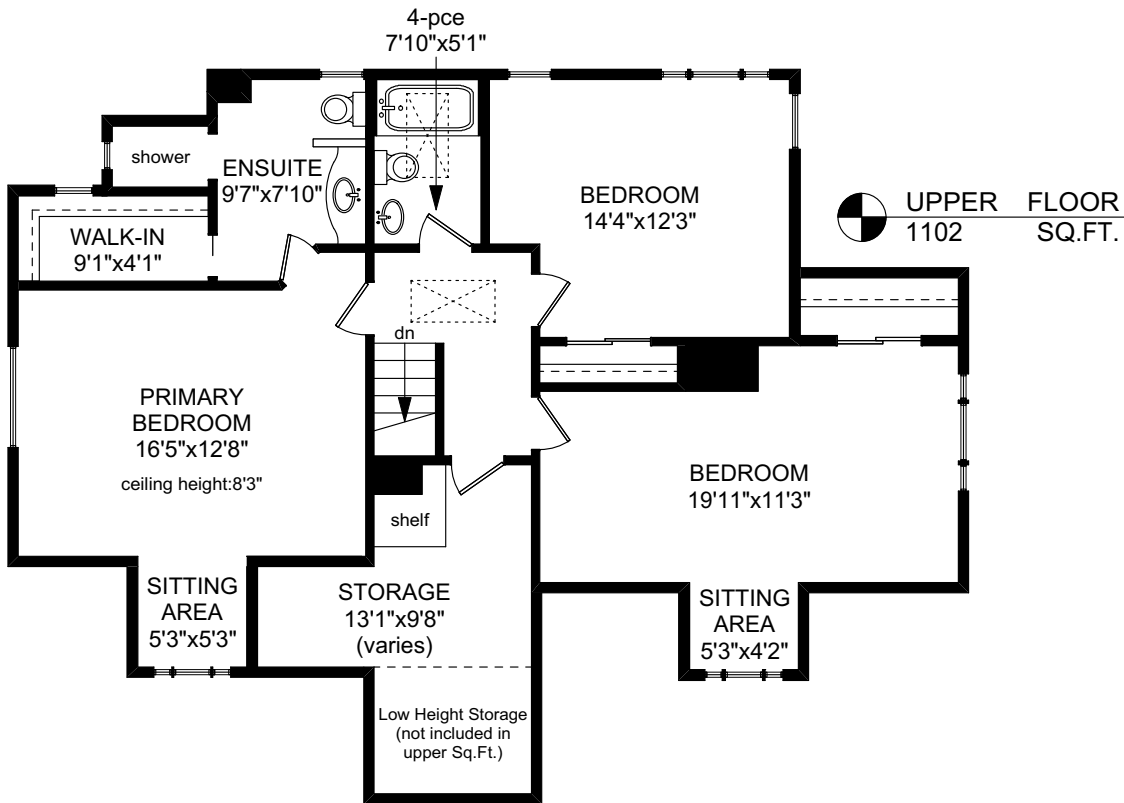 4-pce
7'10"x5'1"
shower
ENSUITE
9'7"x7'10"
BEDROOM
14'4"x12'3"
UPPER FLOOR
1102 SQ.FT.
WALK-IN
9'1"x4'1"
dn
PRIMARY
BEDROOM
16'5"x12'8"
ceiling height:8'3"
BEDROOM
19'11"x11'3"
shelf
SITTING
AREA
5'3"x5'3"
STORAGE
13'1"x9'8"
(varies)
SITTING
AREA
5'3"x4'2"
Low Height Storage
(not included in
upper Sq.Ft.)